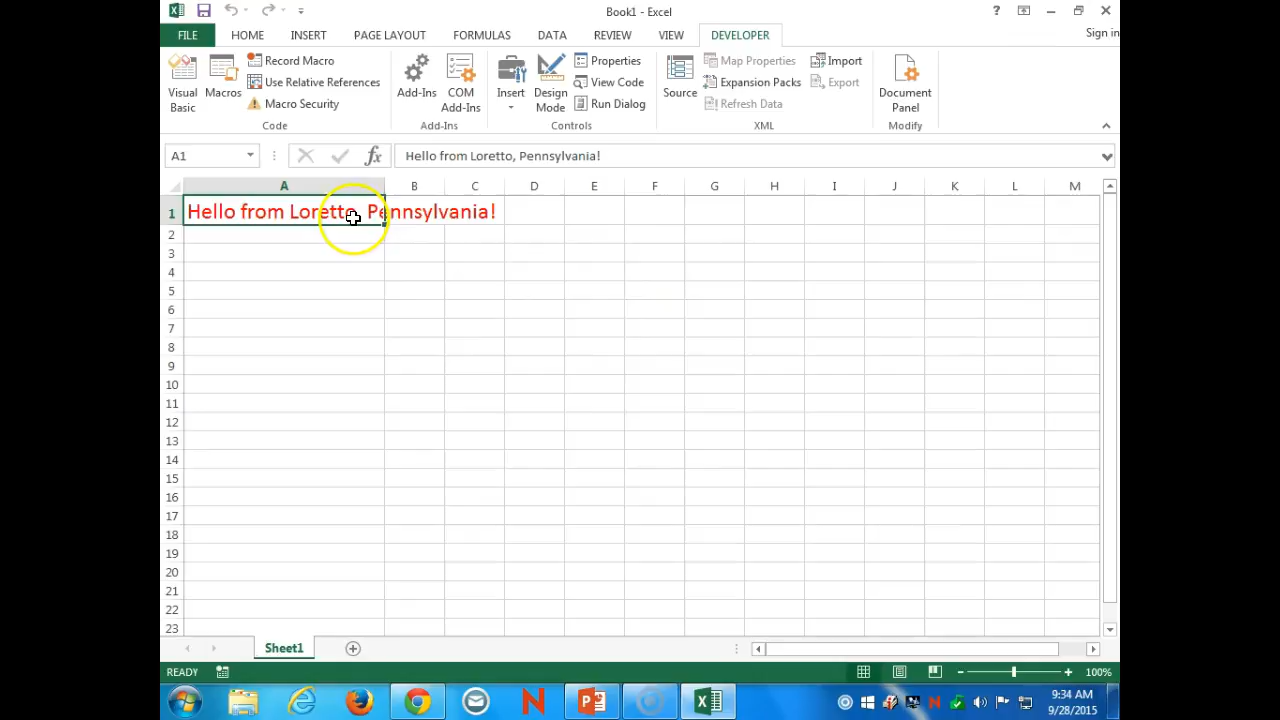 Book1 - Excel
?
FILE HOME INSERT PAGE LAYOUT FORMULAS DATA REVIEW VIEW DEVELOPER Sign in
Visual Basic
Macros
Record Macro
Use Relative References
Macro Security
Code
Add-Ins
COM Add-Ins
Add-Ins
Insert
Design Mode
Properties
View Code
Run Dialog
Controls
Source
Map Properties
Expansion Packs
Refresh Data
Import
Export
XML
Document Panel
Modify
A1 fx Hello from Loretto, Pennsylvania!
A B C D E F G H I J K L M
1 Hello from Loretto, Pennsylvania!
2
3
4
5
6
7
8
9
10
11
12
13
14
15
16
17
18
19
20
21
22
23
Sheet1
READY 100%
9:34 AM
9/28/2015